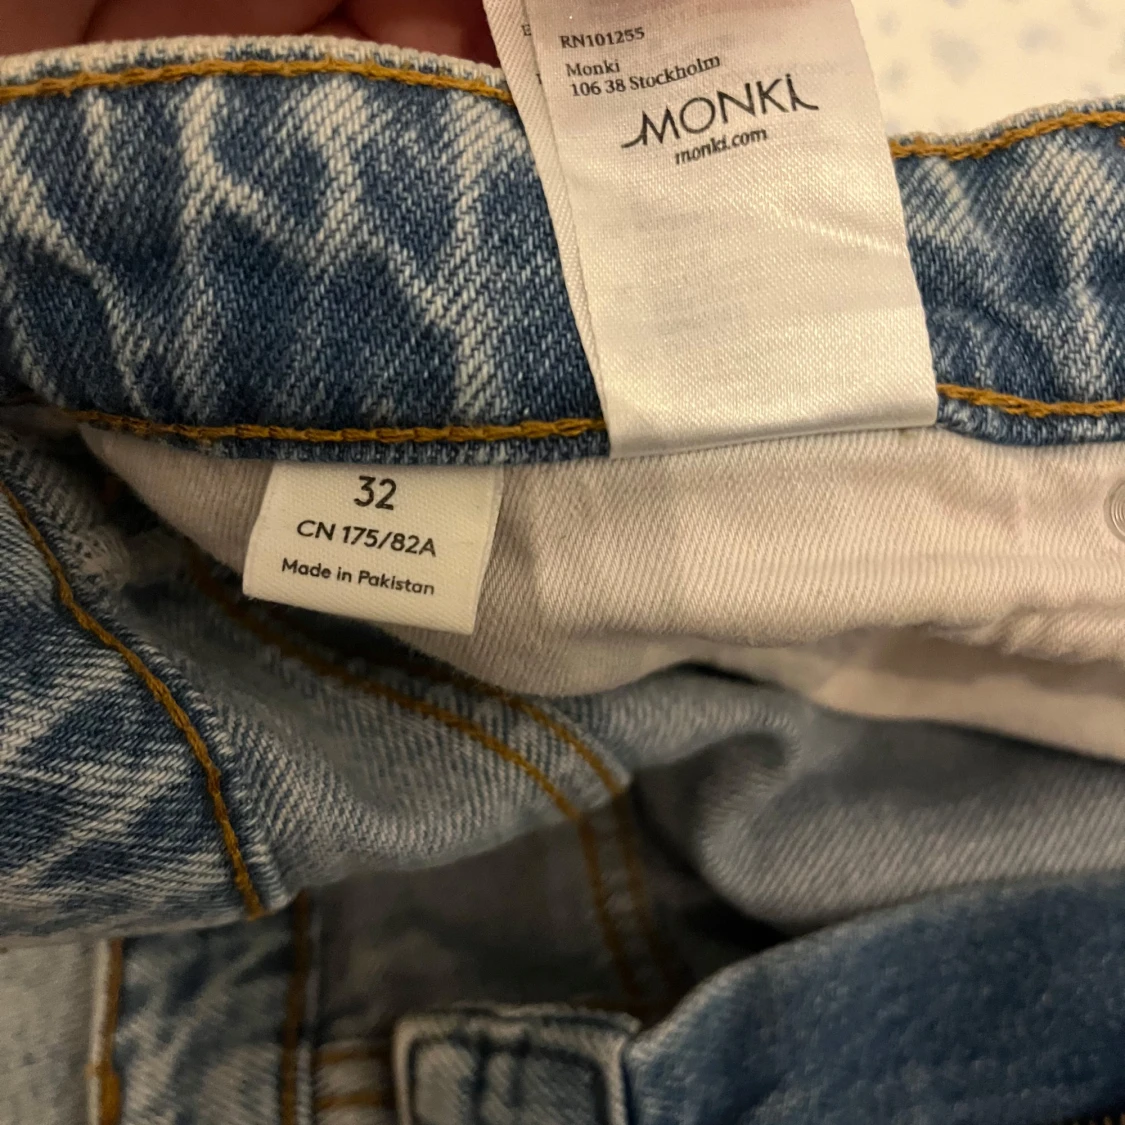 RN101255
Monki
106 38 Stockholm
MONKI
monki.com
32
CN 175/82A
Made in Pakistan